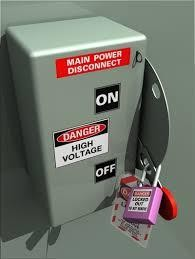 MAIN POWER
DISCONNECT
ON
DANGER
HIGH
VOLTAGE
OFF
DANGER
LOCKED
OUT